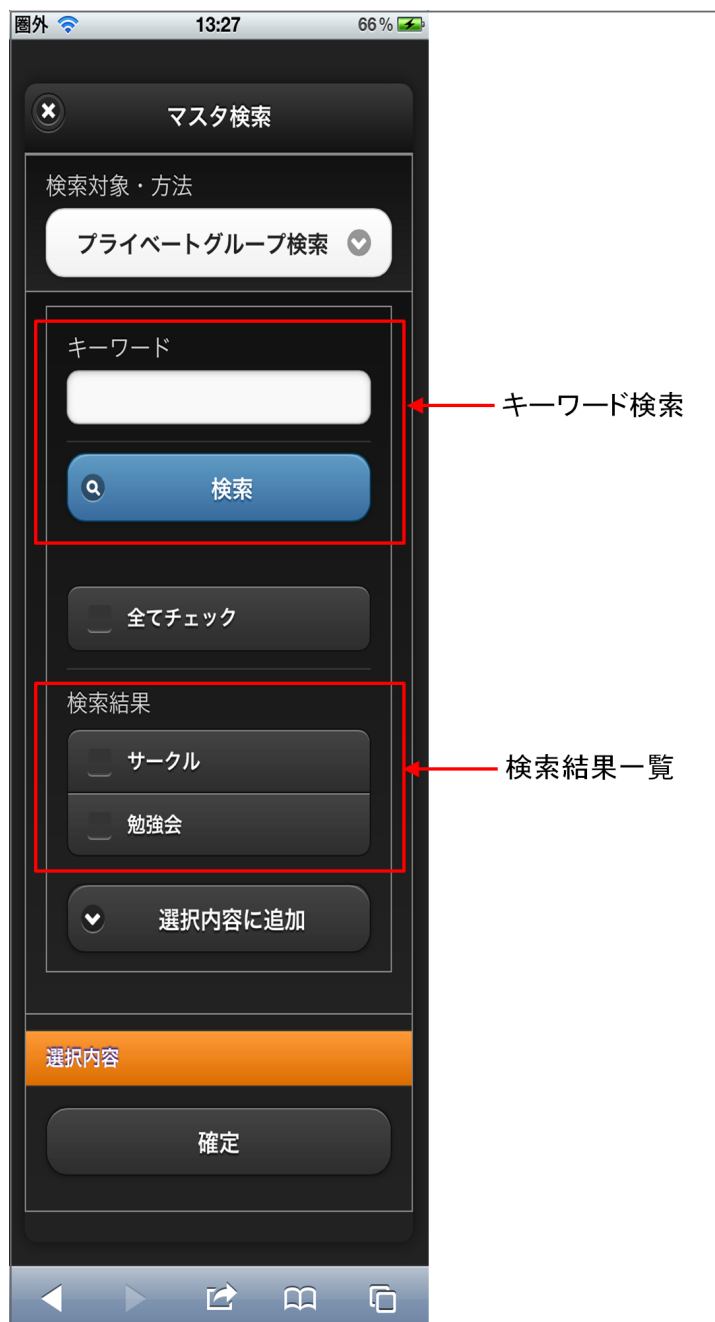 圏外 13:27 66%
マスタ検索
検索対象・方法
プライベートグループ検索
キーワード
キーワード検索
検索
全てチェック
検索結果
サークル
検索結果一覧
勉強会
選択内容に追加
選択内容
確定